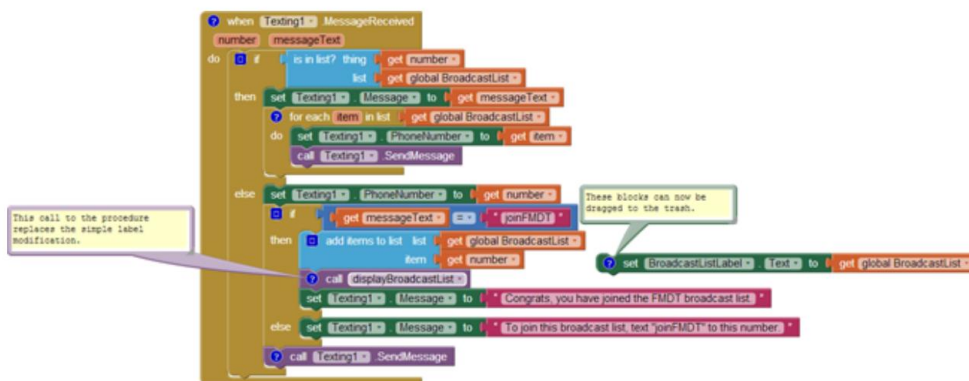 when Texting1 .MessageReceived
number messageText
do if is in list? thing get number
list get global BroadcastList
then set Texting1 . Message to get messageText
for each item in list get global BroadcastList
do set Texting1 . PhoneNumber to get item
call Texting1 .SendMessage
else set Texting1 . PhoneNumber to get number
if get messageText = " joinFMDT "
then add items to list list get global BroadcastList
item get number
call displayBroadcastList
set Texting1 . Message to " Congrats, you have joined the FMDT broadcast list. "
else set Texting1 . Message to " To join this broadcast list, text "joinFMDT" to this number. "
call Texting1 .SendMessage
This call to the procedure
replaces the simple label
modification.
These blocks can now be
dragged to the trash.
set BroadcastListLabel . Text to get global BroadcastList